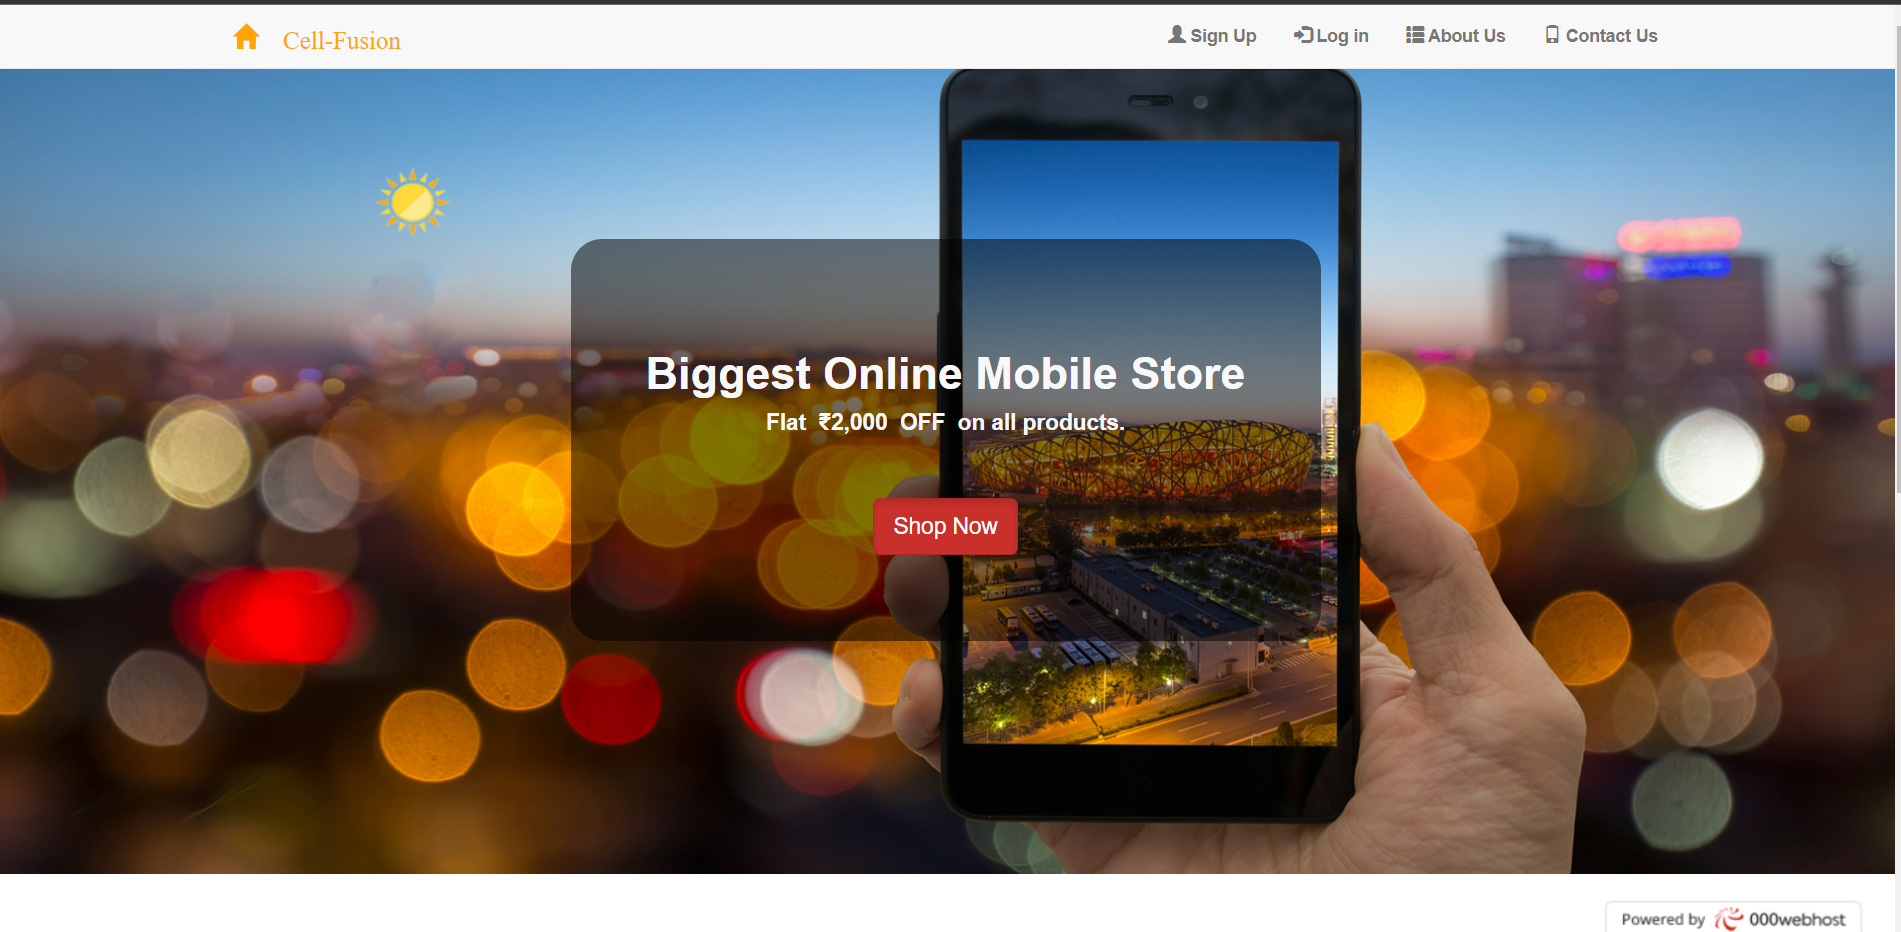 Cell-Fusion
Sign Up
Log in
About Us
Contact Us
Biggest Online Mobile Store
Flat ₹2,000 OFF on all products.
Shop Now
Powered by 000webhost